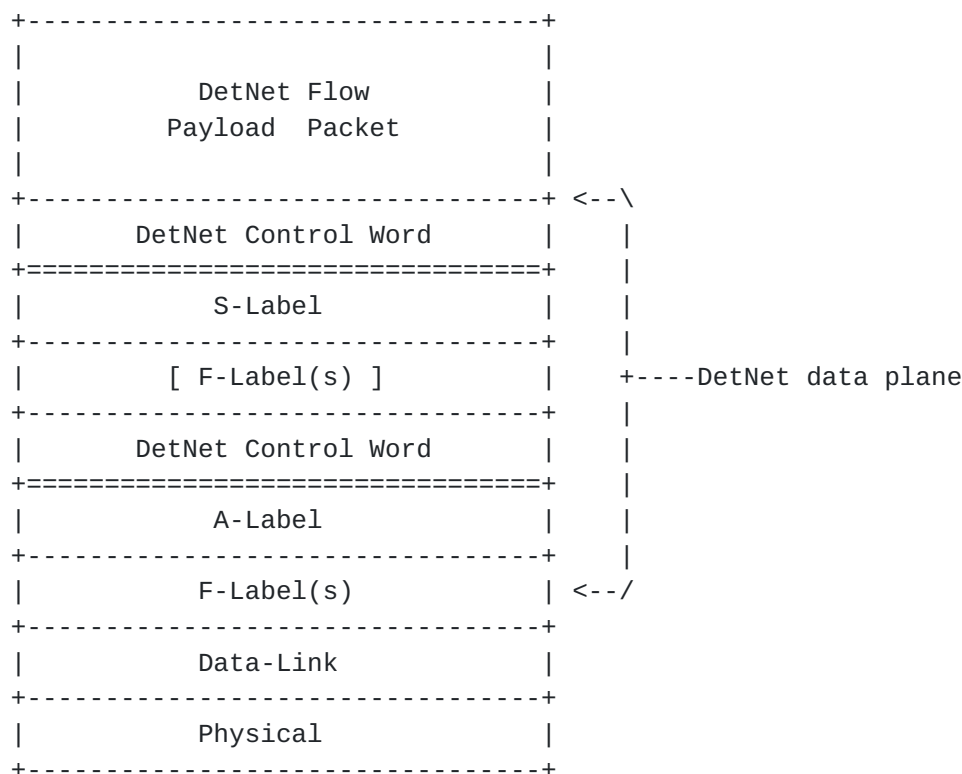 DetNet Flow
Payload  Packet
<--\
DetNet Control Word
S-Label
[ F-Label(s) ]
+----DetNet data plane
DetNet Control Word
A-Label
F-Label(s)
<--/
Data-Link
Physical